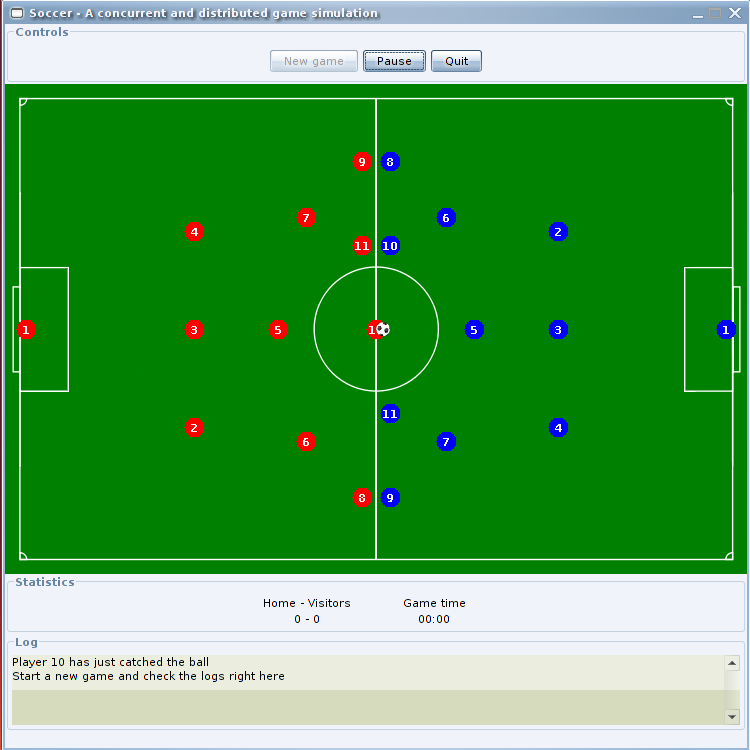 Soccer - A concurrent and distributed game simulation
Controls
New game Pause Quit
9 8
7 6
4 2
11 10
1 3 5 1 5 3 1
11
2 4
6 7
8 9
Statistics
Home - Visitors Game time
0 - 0 00:00
Log
Player 10 has just catched the ball
Start a new game and check the logs right here